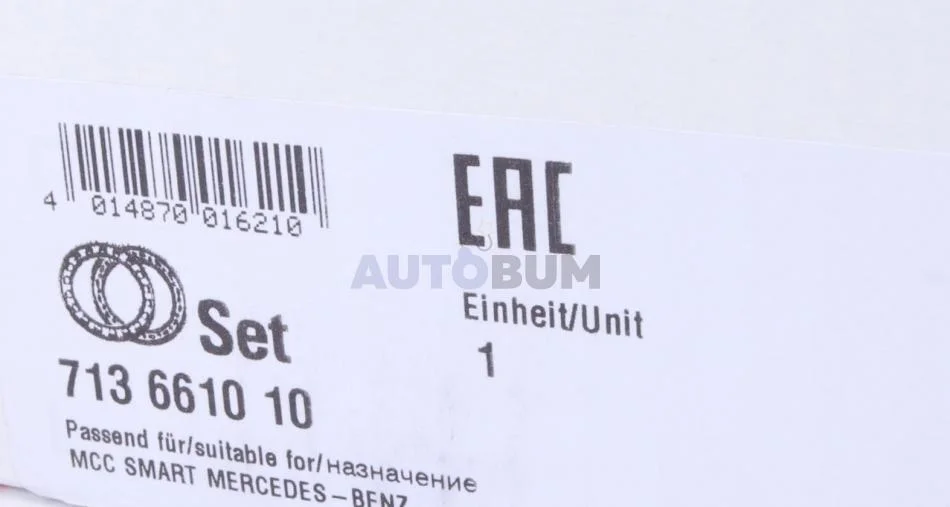 4 014870 016210
EAC
AUTOBUM
Set
Einheit/Unit
1
713 6610 10
Passend für/suitable for/назначение
MCC SMART MERCEDES-BENZ